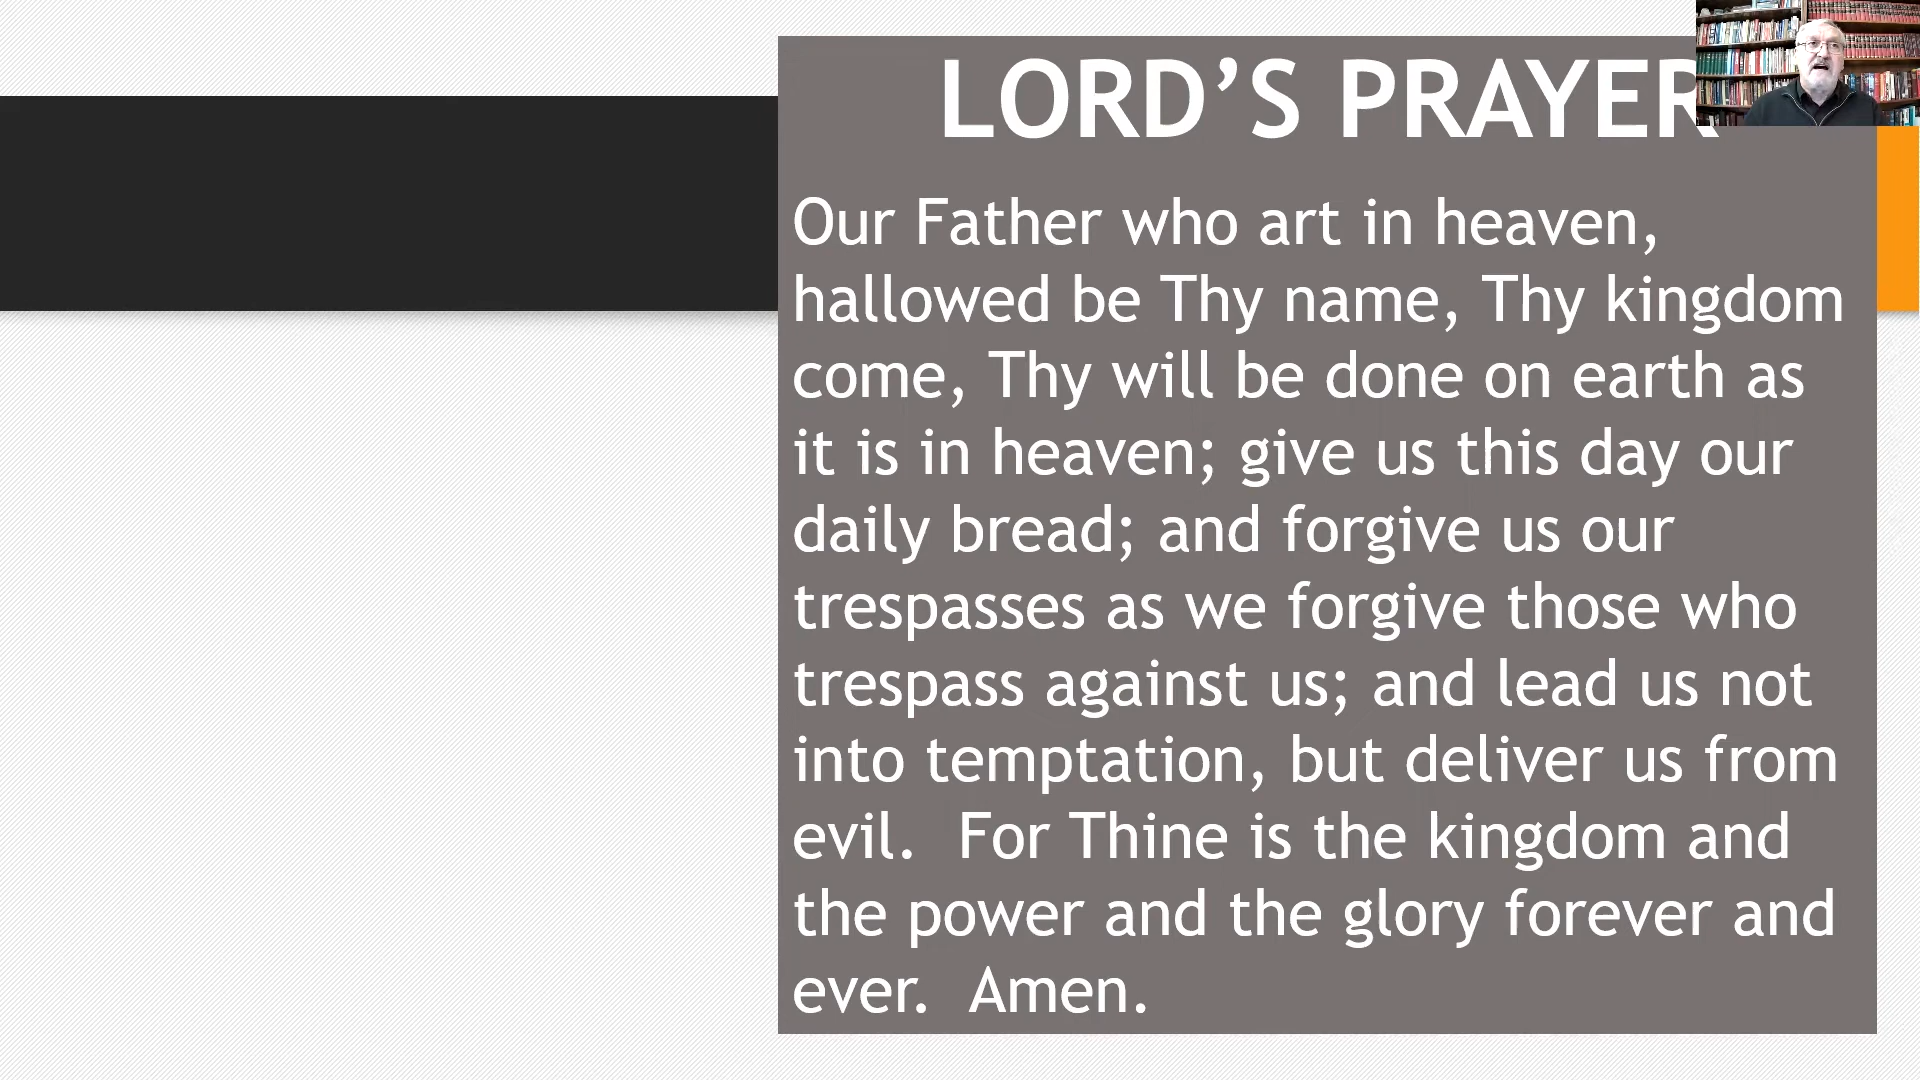 LORD’S PRAYER
Our Father who art in heaven,
hallowed be Thy name, Thy kingdom
come, Thy will be done on earth as
it is in heaven; give us this day our
daily bread; and forgive us our
trespasses as we forgive those who
trespass against us; and lead us not
into temptation, but deliver us from
evil.  For Thine is the kingdom and
the power and the glory forever and
ever.  Amen.